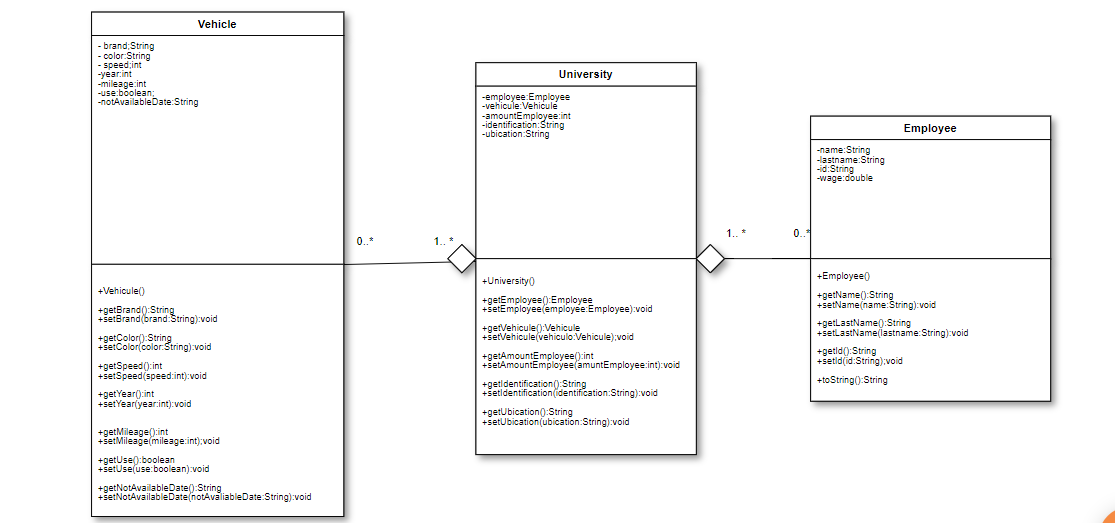 Vehicle
- brand;String
- color:String
- speed;int
-year:int
-mileage:int
-use:boolean;
-notAvailableDate:String
0..*
1.. *
+Vehicule()
+getBrand():String
+setBrand(brand:String):void
+getColor():String
+setColor(color:String):void
+getSpeed():int
+setSpeed(speed:int):void
+getYear():int
+setYear(year:int):void
+getMileage():int
+setMileage(mileage:int);void
+getUse():boolean
+setUse(use:boolean):void
+getNotAvailableDate():String
+setNotAvailableDate(notAvaliableDate:String):void
University
-employee:Employee
-vehicule:Vehicule
-amountEmployee:int
-identification:String
-ubication:String
+University()
+getEmployee():Employee
+setEmployee(employee:Employee):void
+getVehicule():Vehicule
+setVehicule(vehiculo:Vehicule);void
+getAmountEmployee():int
+setAmountEmployee(amuntEmployee:int):void
+getIdentification():String
+setIdentification(identification:String):void
+getUbication():String
+setUbication(ubication:String):void
1.. *
0..*
Employee
-name:String
-lastname:String
-id:String
-wage:double
+Employee()
+getName():String
+setName(name:String):void
+getLastName():String
+setLastName(lastname:String):void
+getId():String
+setId(id:String);void
+toString():String